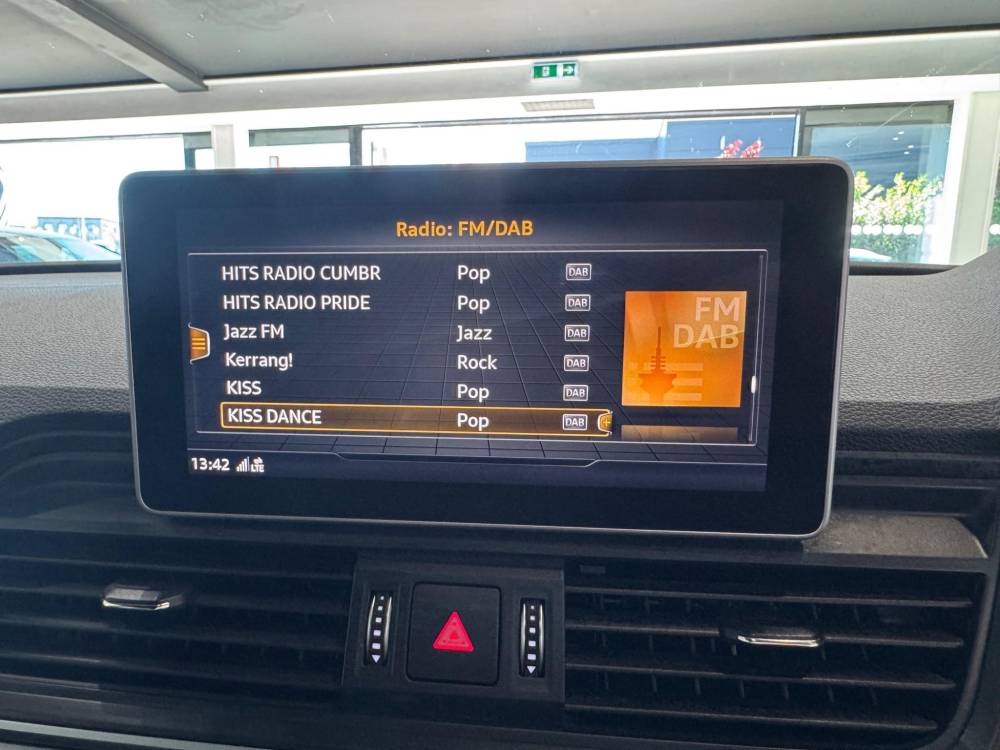 Radio: FM/DAB
HITS RADIO CUMBR Pop DAB
HITS RADIO PRIDE Pop DAB
Jazz FM Jazz DAB
Kerrang! Rock DAB
KISS Pop DAB
KISS DANCE Pop DAB
FM
DAB
13:42 LTE